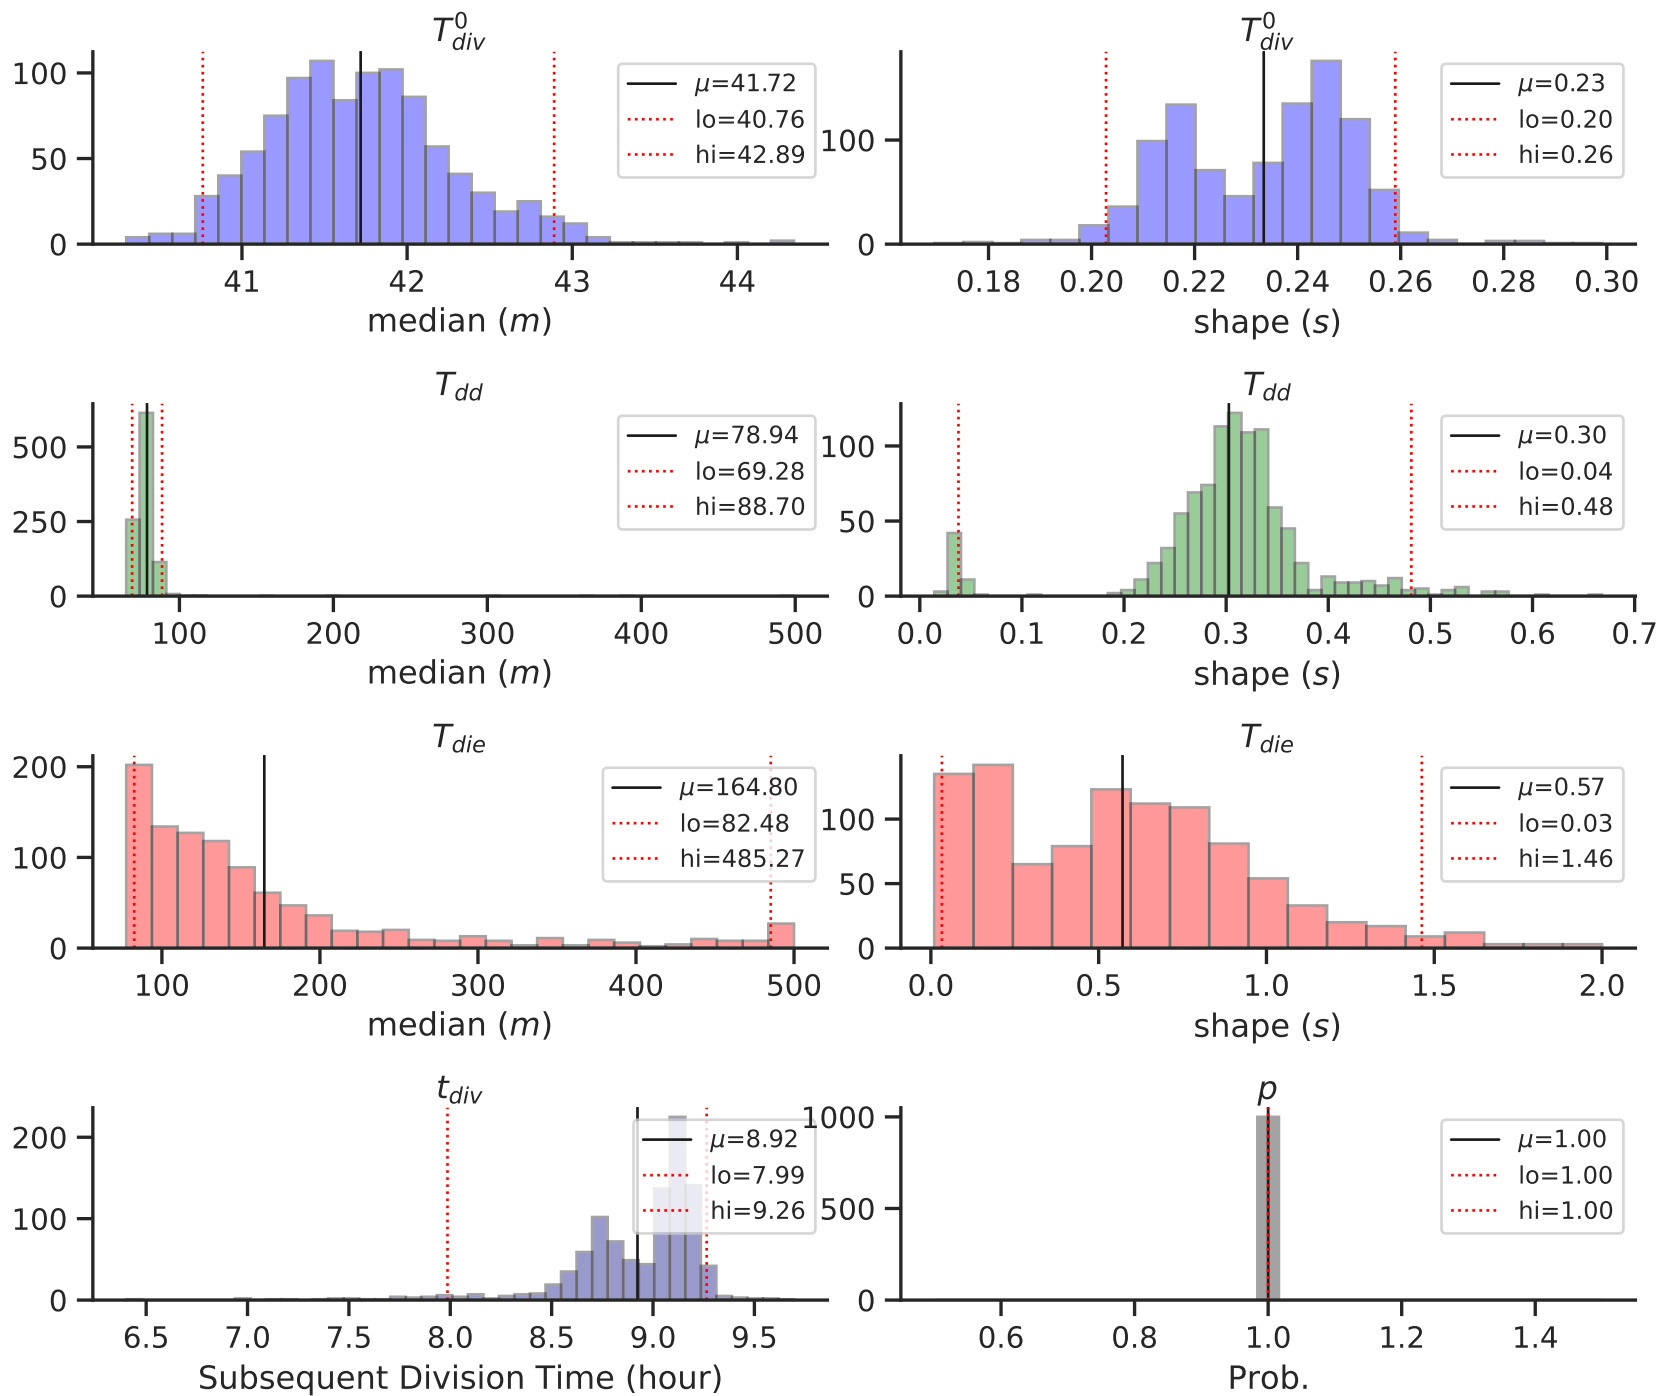 T⁰div
100
50
0
41 42 43 44
median (m)
μ=41.72
lo=40.76
hi=42.89
T⁰div
100
0
0.18 0.20 0.22 0.24 0.26 0.28 0.30
shape (s)
μ=0.23
lo=0.20
hi=0.26
Tdd
500
250
0
100 200 300 400 500
median (m)
μ=78.94
lo=69.28
hi=88.70
Tdd
100
50
0
0.0 0.1 0.2 0.3 0.4 0.5 0.6 0.7
shape (s)
μ=0.30
lo=0.04
hi=0.48
Tdie
200
100
0
100 200 300 400 500
median (m)
μ=164.80
lo=82.48
hi=485.27
Tdie
100
50
0
0.0 0.5 1.0 1.5 2.0
shape (s)
μ=0.57
lo=0.03
hi=1.46
tdiv
200
100
0
6.5 7.0 7.5 8.0 8.5 9.0 9.5
Subsequent Division Time (hour)
μ=8.92
lo=7.99
hi=9.26
p
1000
500
0
0.6 0.8 1.0 1.2 1.4
Prob.
μ=1.00
lo=1.00
hi=1.00